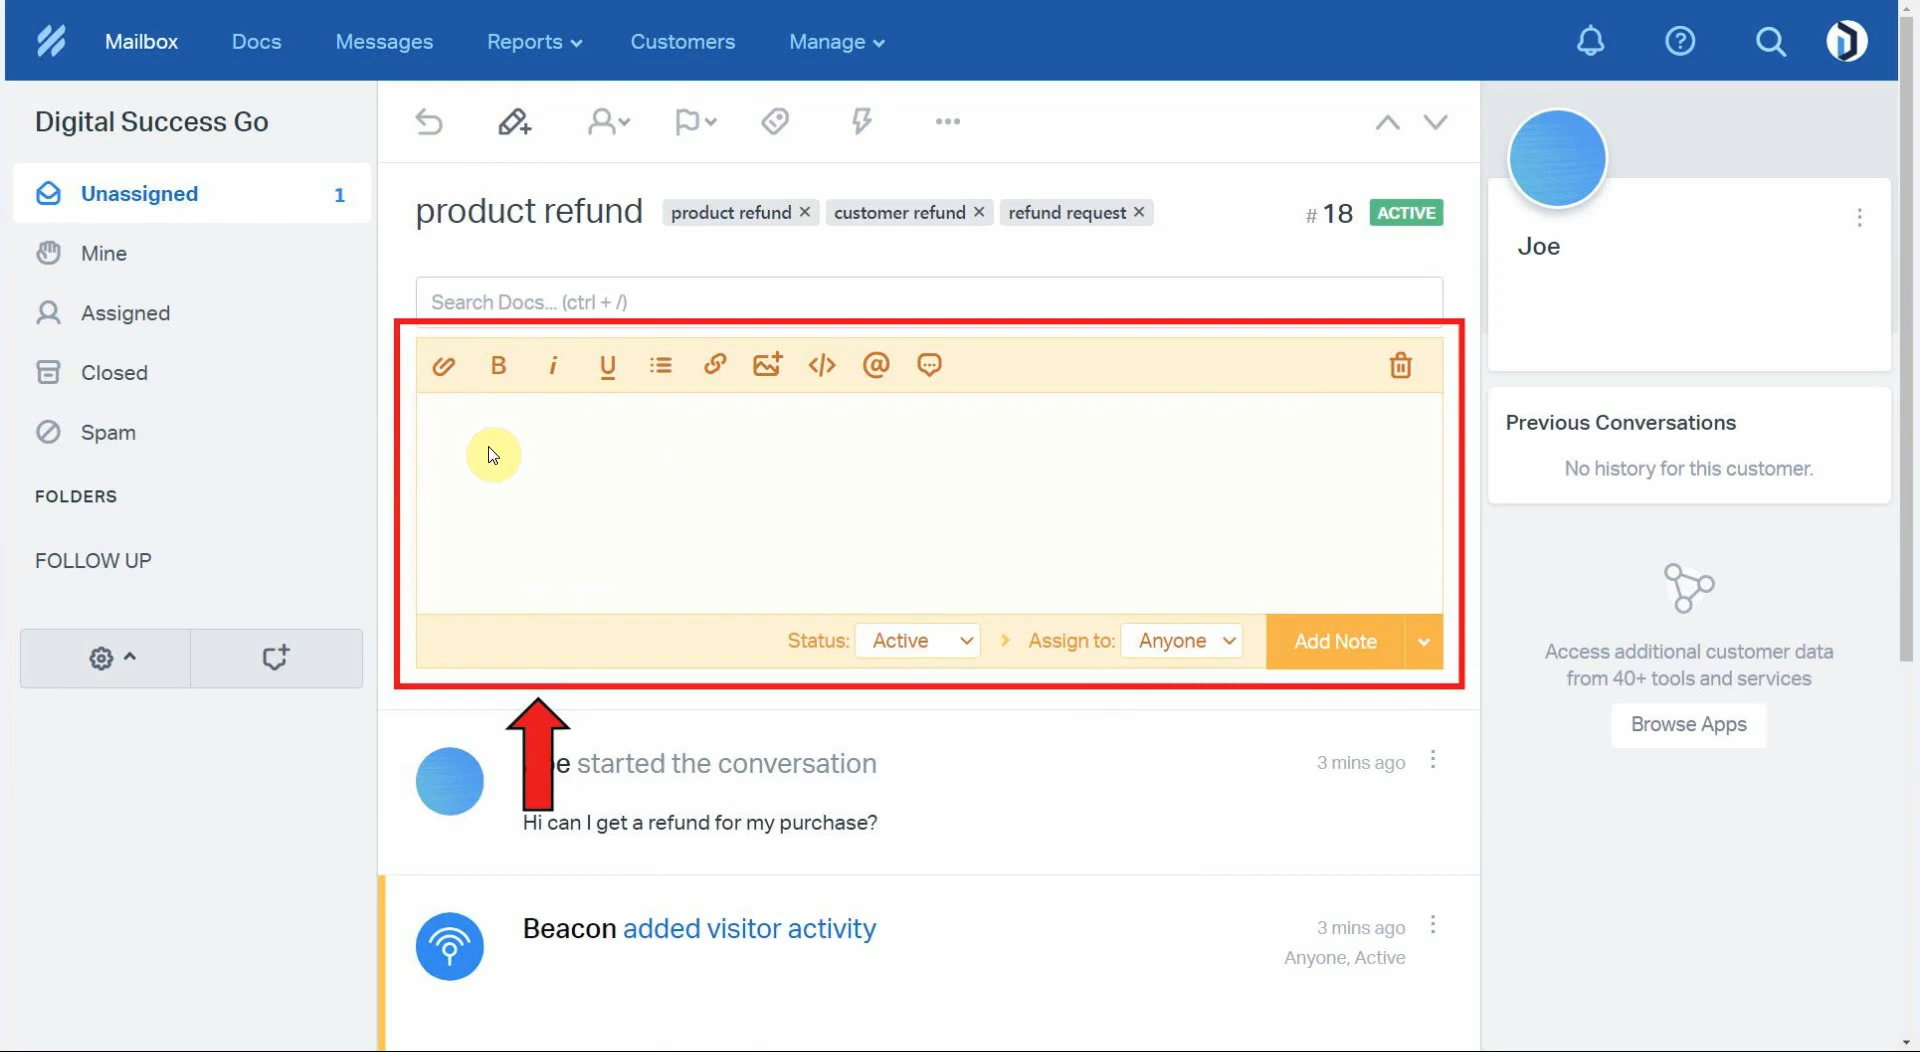 Mailbox Docs Messages Reports Customers Manage
Digital Success Go
Unassigned 1
Mine
Assigned
Closed
Spam
FOLDERS
FOLLOW UP
product refund product refund × customer refund × refund request × # 18 ACTIVE
Search Docs... (ctrl + /)
B i U </> @
Status: Active > Assign to: Anyone Add Note
started the conversation 3 mins ago
Hi can I get a refund for my purchase?
Beacon added visitor activity 3 mins ago
Anyone, Active
Joe
Previous Conversations
No history for this customer.
Access additional customer data
from 40+ tools and services
Browse Apps